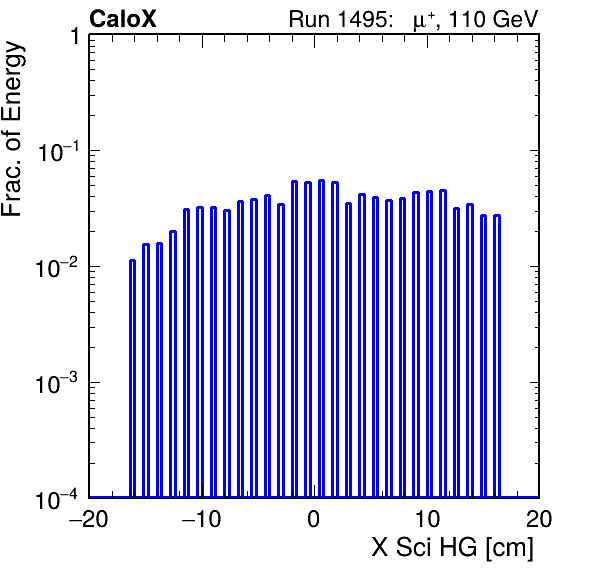 CaloX Run 1495: μ⁺, 110 GeV
Frac. of Energy
1
10⁻¹
10⁻²
10⁻³
10⁻⁴
−20 −10 0 10 20
X Sci HG [cm]